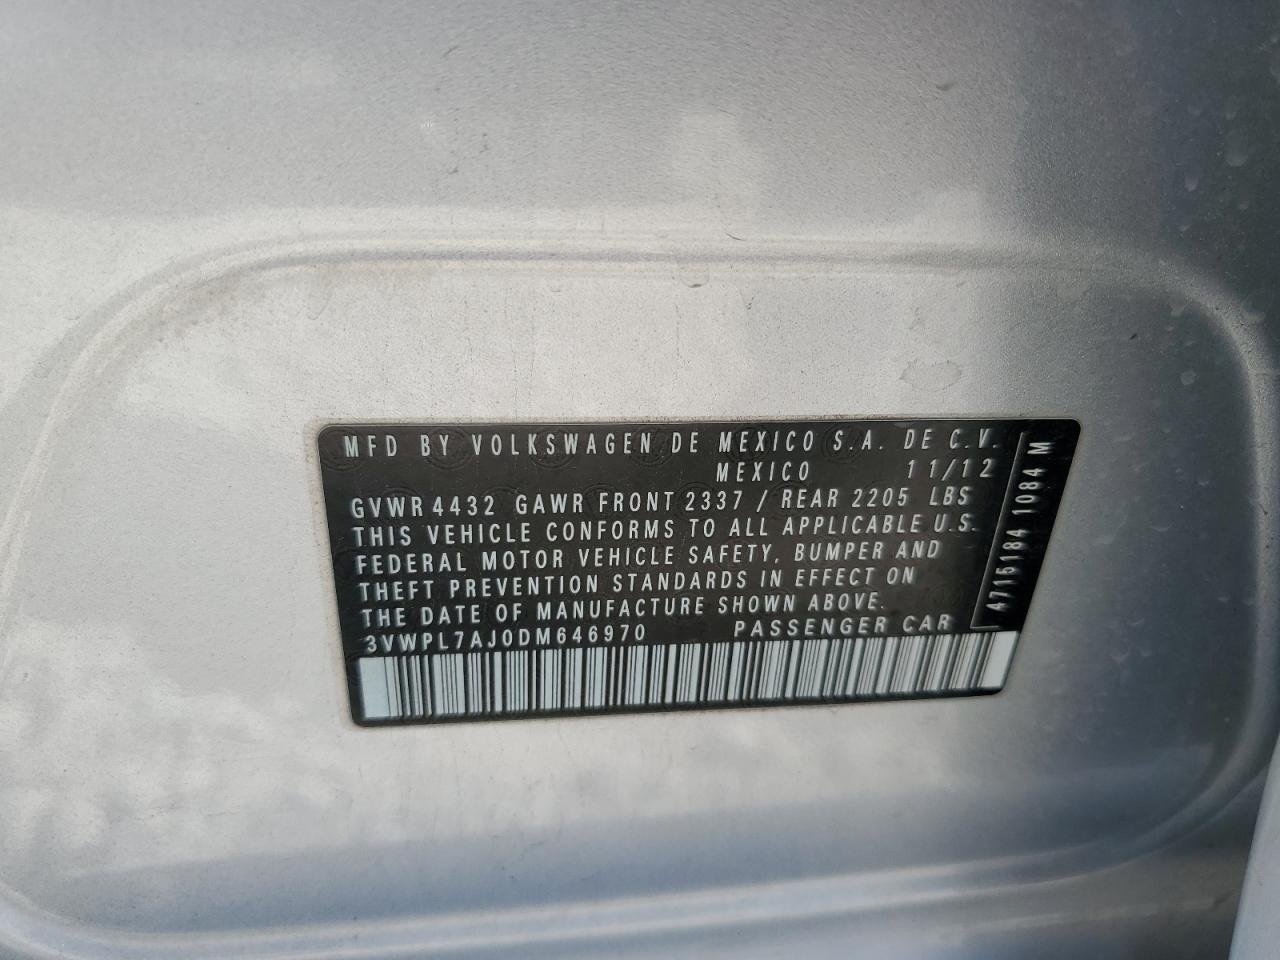 MFD BY VOLKSWAGEN DE MEXICO S.A. DE C.V.
MEXICO 11/12
GVWR 4432 GAWR FRONT 2337 / REAR 2205 LBS
THIS VEHICLE CONFORMS TO ALL APPLICABLE U.S.
FEDERAL MOTOR VEHICLE SAFETY, BUMPER AND
THEFT PREVENTION STANDARDS IN EFFECT ON
THE DATE OF MANUFACTURE SHOWN ABOVE.
3VWPL7AJ0DM646970 PASSENGER CAR
4715184 1084 M